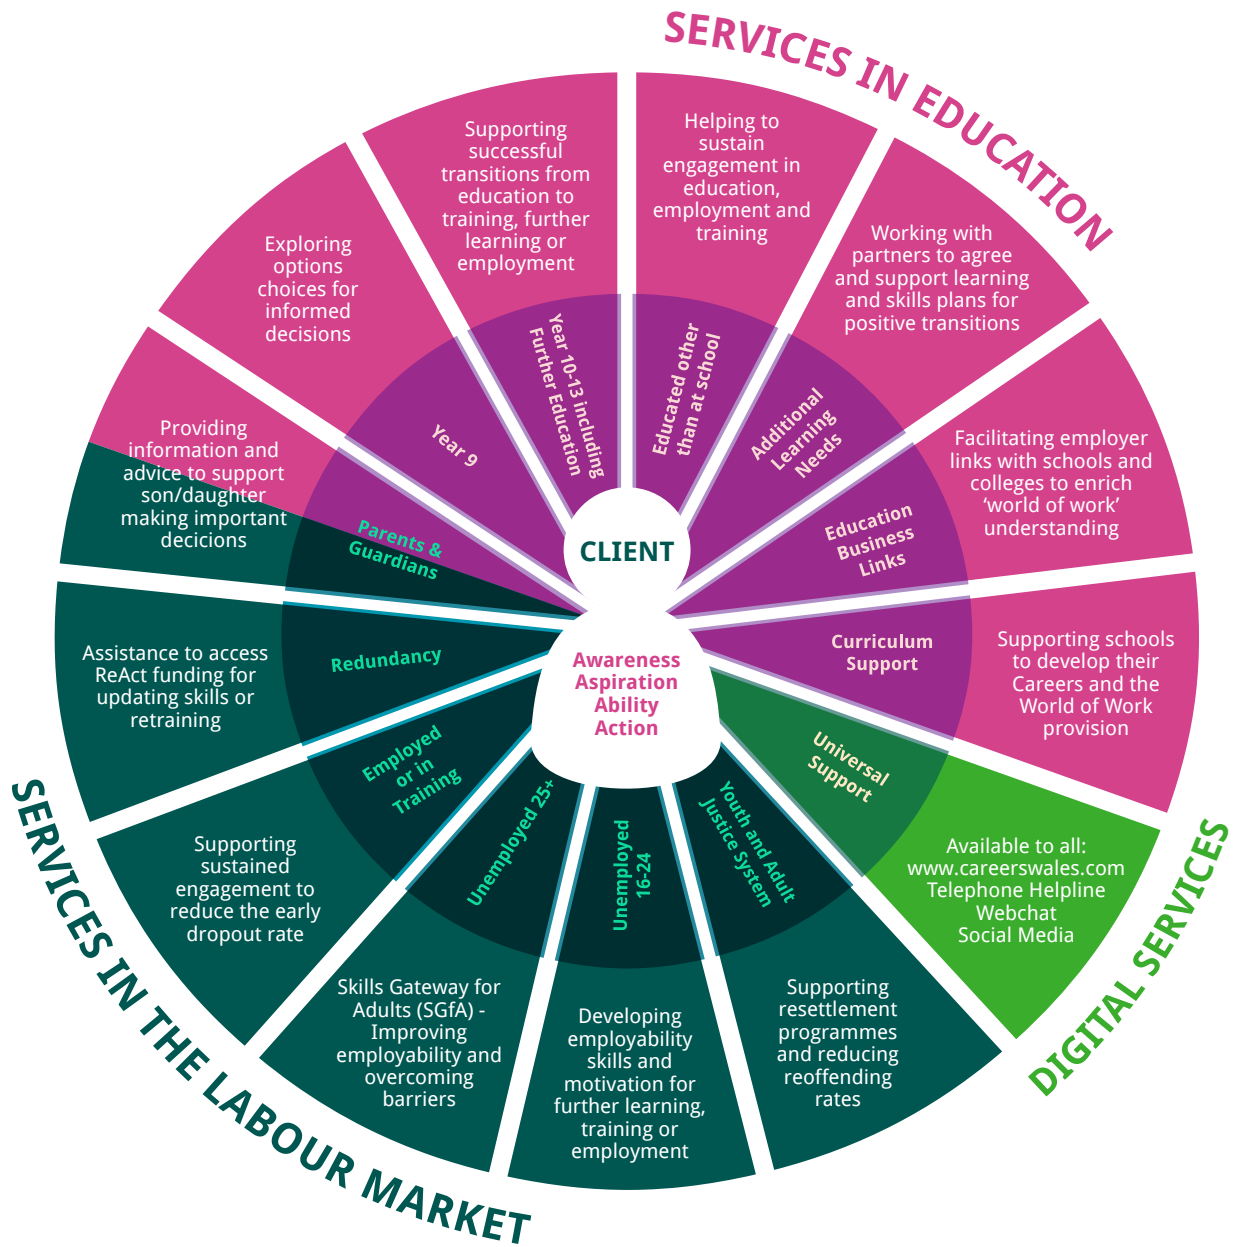 SERVICES IN EDUCATION
Helping to
sustain
engagement in
education,
employment and
training
Educated other
than at school
Working with
partners to agree
and support learning
and skills plans for
positive transitions
Additional
Learning
Needs
Facilitating employer
links with schools and
colleges to enrich
‘world of work’
understanding
Education
Business
Links
Supporting schools
to develop their
Careers and the
World of Work
provision
Curriculum
Support
DIGITAL SERVICES
Available to all:
www.careerswales.com
Telephone Helpline
Webchat
Social Media
Universal
Support
Supporting
resettlement
programmes
and reducing
reoffending
rates
Youth and Adult
Justice System
Developing
employability
skills and
motivation for
further learning,
training or
employment
Unemployed
16-24
Skills Gateway for
Adults (SGfA) -
Improving
employability and
overcoming
barriers
Unemployed 25+
SERVICES IN THE LABOUR MARKET
Supporting
sustained
engagement to
reduce the early
dropout rate
Employed
or in
Training
Assistance to access
ReAct funding for
updating skills or
retraining
Redundancy
Providing
information and
advice to support
son/daughter
making important
decicions
Parents &
Guardians
Exploring
options
choices for
informed
decisions
Year 9
Supporting
successful
transitions from
education to
training, further
learning or
employment
Year 10-13 including
Further Education
CLIENT
Awareness
Aspiration
Ability
Action